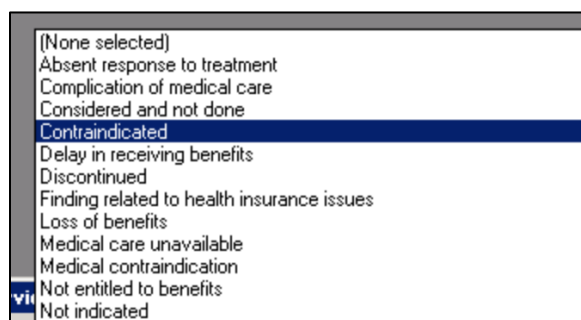 (None selected)
Absent response to treatment
Complication of medical care
Considered and not done
Contraindicated
Delay in receiving benefits
Discontinued
Finding related to health insurance issues
Loss of benefits
Medical care unavailable
Medical contraindication
Not entitled to benefits
Not indicated